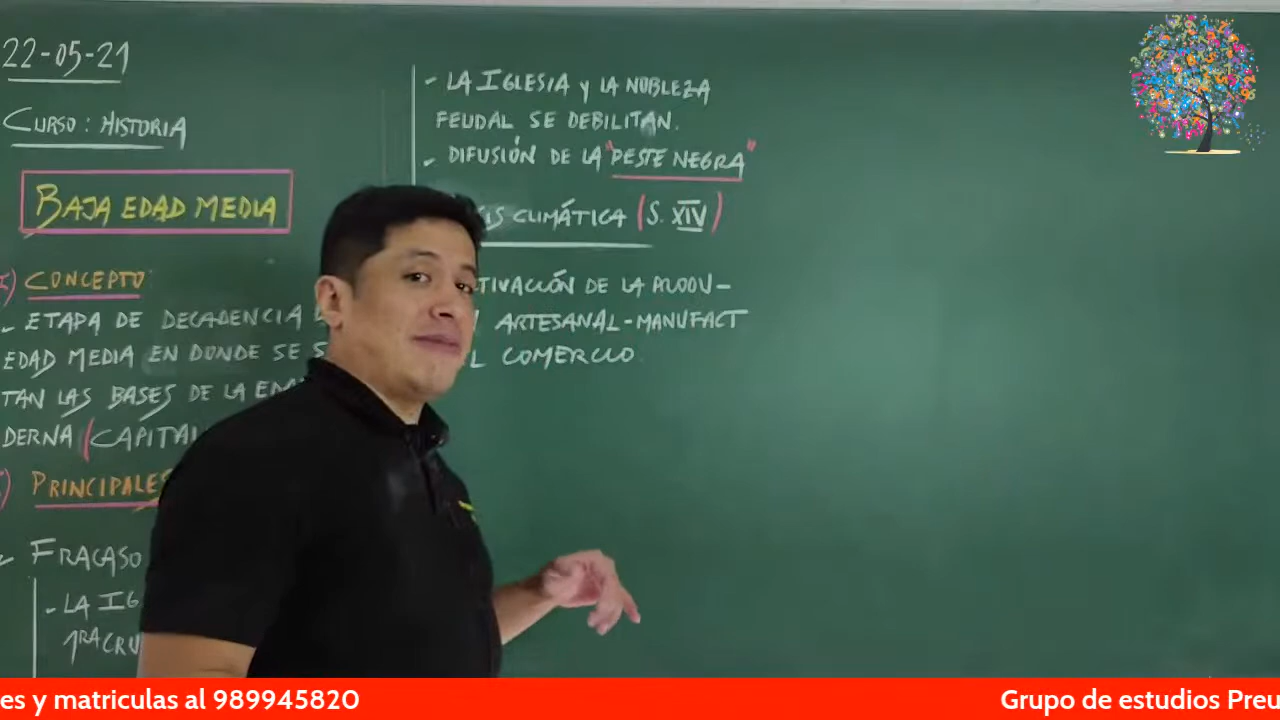 22-05-21
CURSO: HISTORIA
BAJA EDAD MEDIA
CONCEPTO
- ETAPA DE DECADENCIA
EDAD MEDIA EN DONDE SE
TAN LAS BASES DE LA
DERNA (CAPITAL
PRINCIPALES
- FRACASO
- LA IG
1RA CRU
- LA IGLESIA y LA NOBLEZA
FEUDAL SE DEBILITAN.
- DIFUSIÓN DE LA "PESTE NEGRA"
SIS CLIMÁTICA (S. XIV)
TIVACIÓN DE LA
ARTESANAL-MANUFACT
L COMERCIO
es y matriculas al 989945820
Grupo de estudios Preu